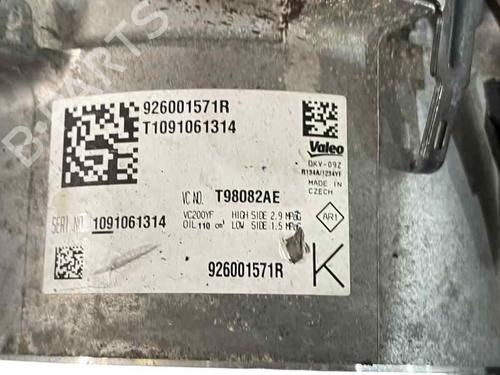 926001571R
T1091061314
Valeo
DKV-09Z
R134A/1234YF
MADE IN
CZECH
VC NO. T98082AE
SERI.NO. 1091061314
VC200YF HIGH SIDE 2.9 MPaG
OIL 110 cm³ LOW SIDE 1.5 MPaG
AR1
926001571R
K
BYPARTS